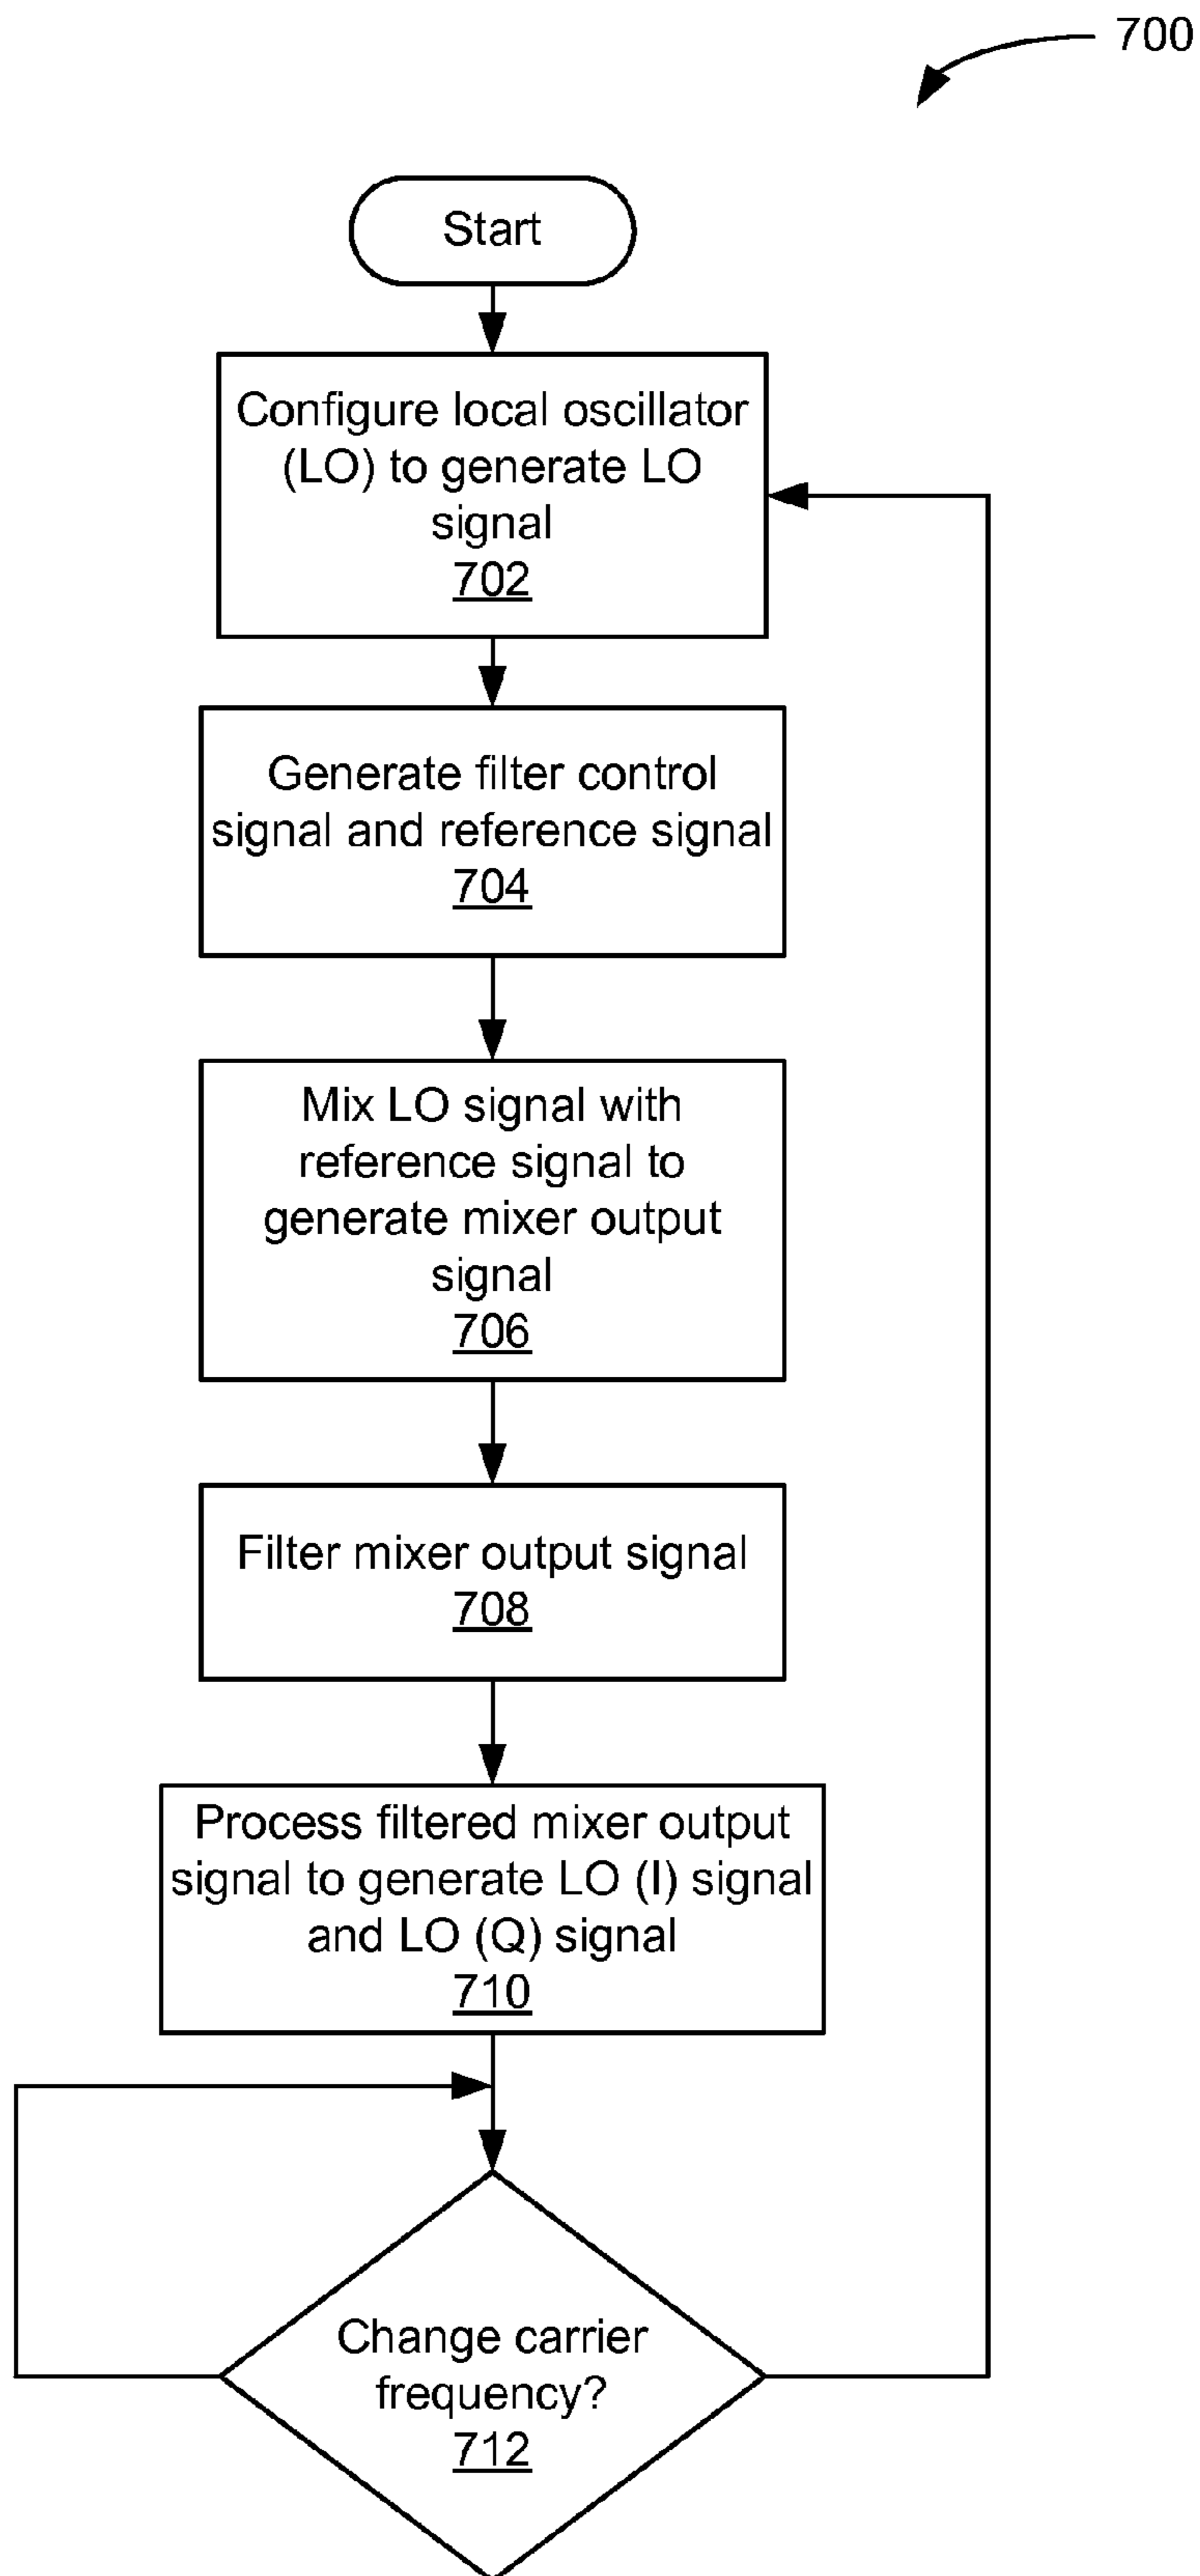 700
Start
Configure local oscillator
(LO) to generate LO
signal
702
Generate filter control
signal and reference signal
704
Mix LO signal with
reference signal to
generate mixer output
signal
706
Filter mixer output signal
708
Process filtered mixer output
signal to generate LO (I) signal
and LO (Q) signal
710
Change carrier
frequency?
712